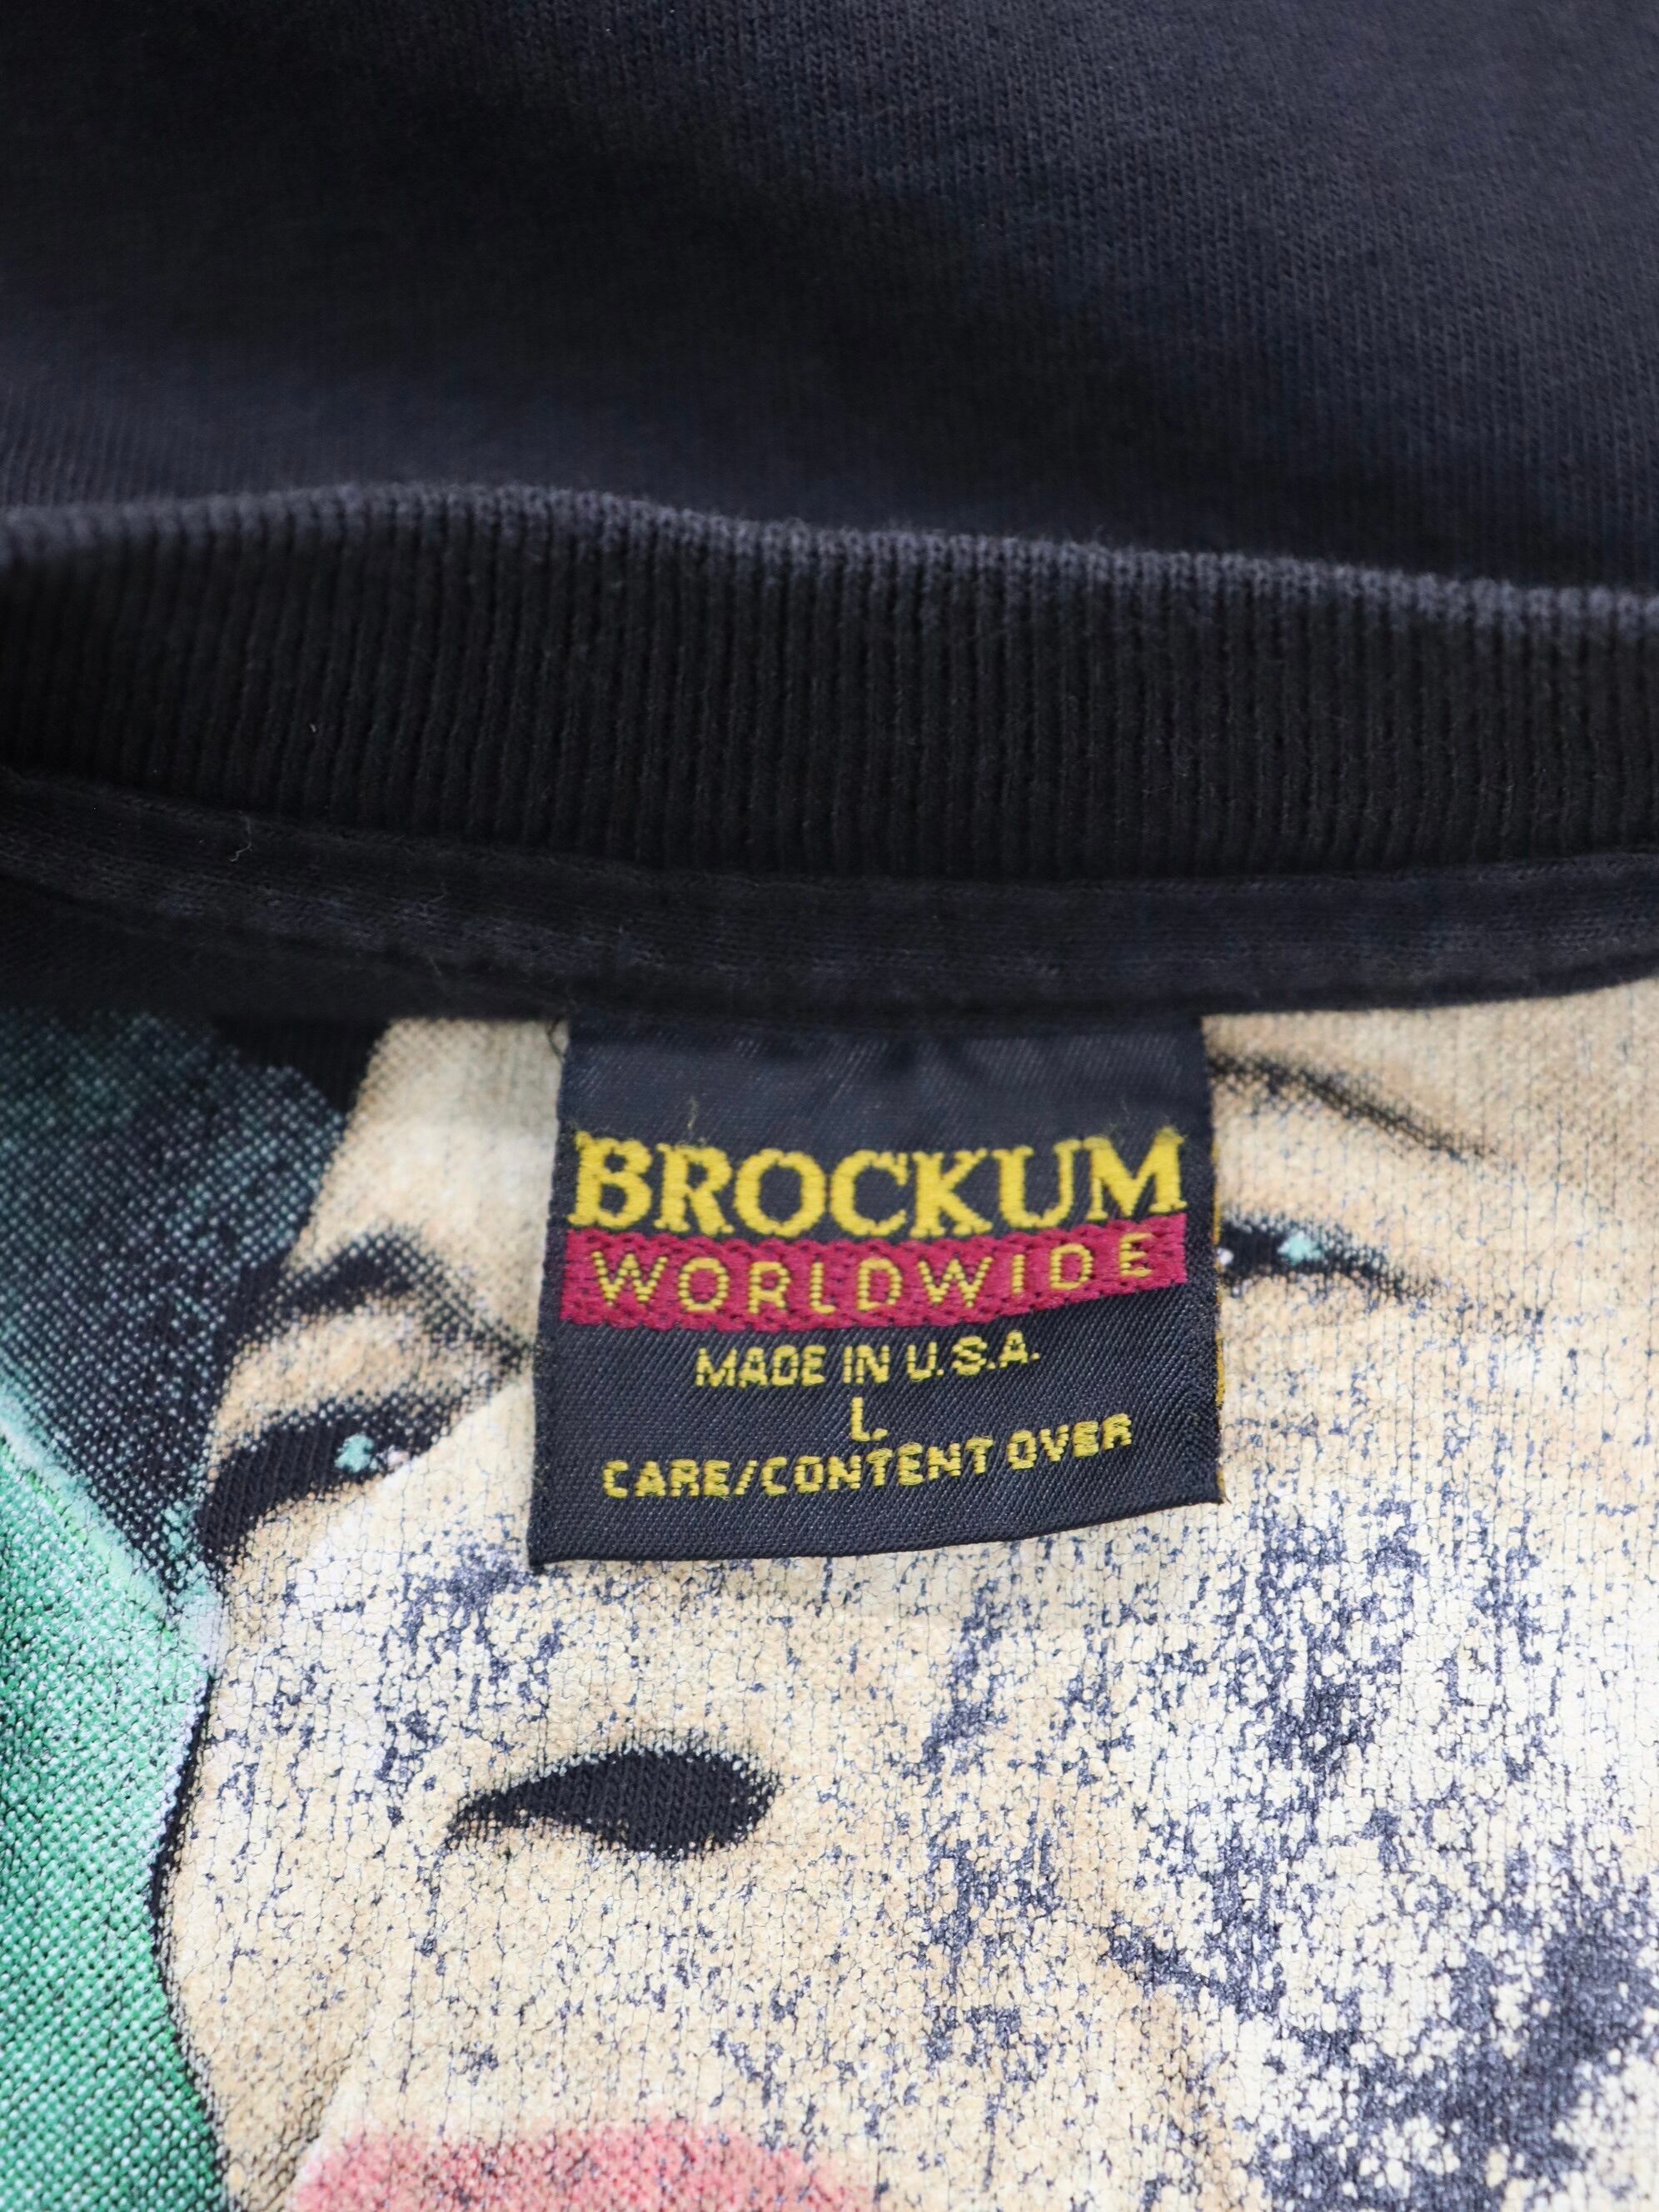 BROCKUM
WORLDWIDE
MADE IN U.S.A.
L.
CARE/CONTENT OVER